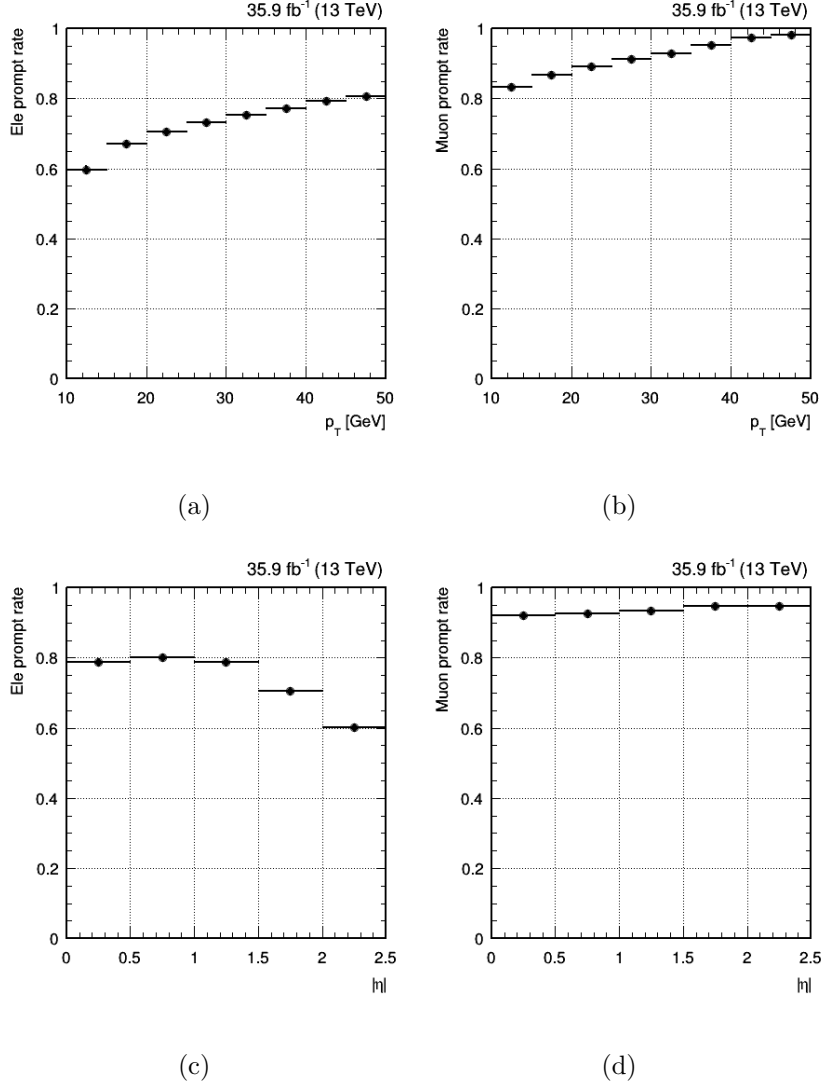 35.9 fb⁻¹ (13 TeV)
Ele prompt rate
1
0.8
0.6
0.4
0.2
0
10 20 30 40 50
p_T [GeV]
(a)
35.9 fb⁻¹ (13 TeV)
Muon prompt rate
1
0.8
0.6
0.4
0.2
0
10 20 30 40 50
p_T [GeV]
(b)
35.9 fb⁻¹ (13 TeV)
Ele prompt rate
1
0.8
0.6
0.4
0.2
0
0 0.5 1 1.5 2 2.5
|η|
(c)
35.9 fb⁻¹ (13 TeV)
Muon prompt rate
1
0.8
0.6
0.4
0.2
0
0 0.5 1 1.5 2 2.5
|η|
(d)